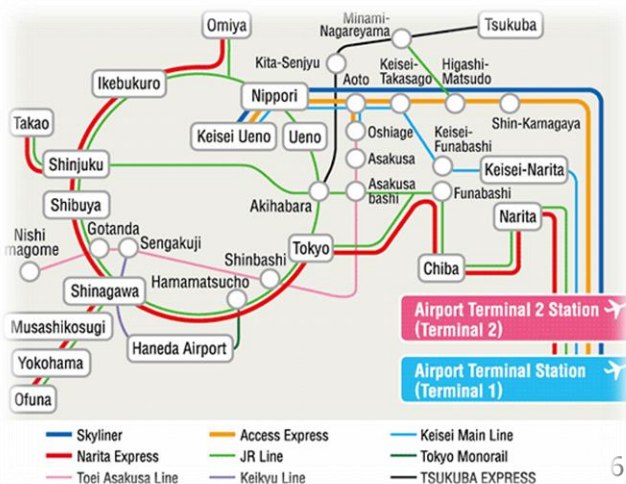 Omiya
Minami-
Nagareyama
Tsukuba
Kita-Senjyu
Ikebukuro
Aoto
Keisei-
Takasago
Higashi-
Matsudo
Nippori
Takao
Keisei Ueno
Ueno
Oshiage
Shin-Kamagaya
Keisei-
Funabashi
Shinjuku
Asakusa
Keisei-Narita
Shibuya
Akihabara
Asakusa
bashi
Funabashi
Narita
Nishi
magome
Gotanda
Sengakuji
Tokyo
Shinbashi
Chiba
Shinagawa
Hamamatsucho
Airport Terminal 2 Station
(Terminal 2)
Musashikosugi
Haneda Airport
Yokohama
Airport Terminal Station
(Terminal 1)
Ofuna
Skyliner
Access Express
Keisei Main Line
Narita Express
JR Line
Tokyo Monorail
Toei Asakusa Line
Keikyu Line
TSUKUBA EXPRESS
6